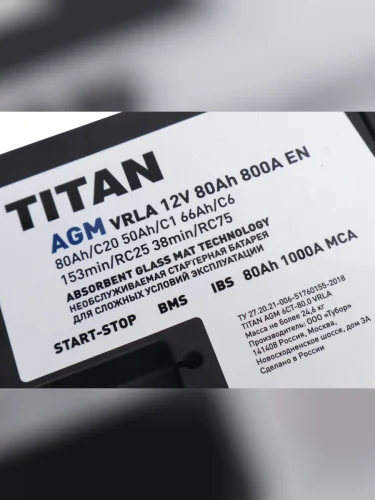 TITAN
AGM VRLA 12V 80Ah 800A EN
80Ah/C20 50Ah/C1 66Ah/C6
153min/RC25 38min/RC75
ABSORBENT GLASS MAT TECHNOLOGY
НЕОБСЛУЖИВАЕМАЯ СТАРТЕРНАЯ БАТАРЕЯ
ДЛЯ СЛОЖНЫХ УСЛОВИЙ ЭКСПЛУАТАЦИИ
START-STOP BMS IBS 80Ah 1000A MCA
ТУ 27.20.21-006-51760155-2018
TITAN AGM 6СТ-80.0 VRLA
Масса не более 24,6 кг
Производитель: ООО «Тубор»
141408 Россия, Москва,
Новосходненское шоссе, дом 3А
Сделано в России